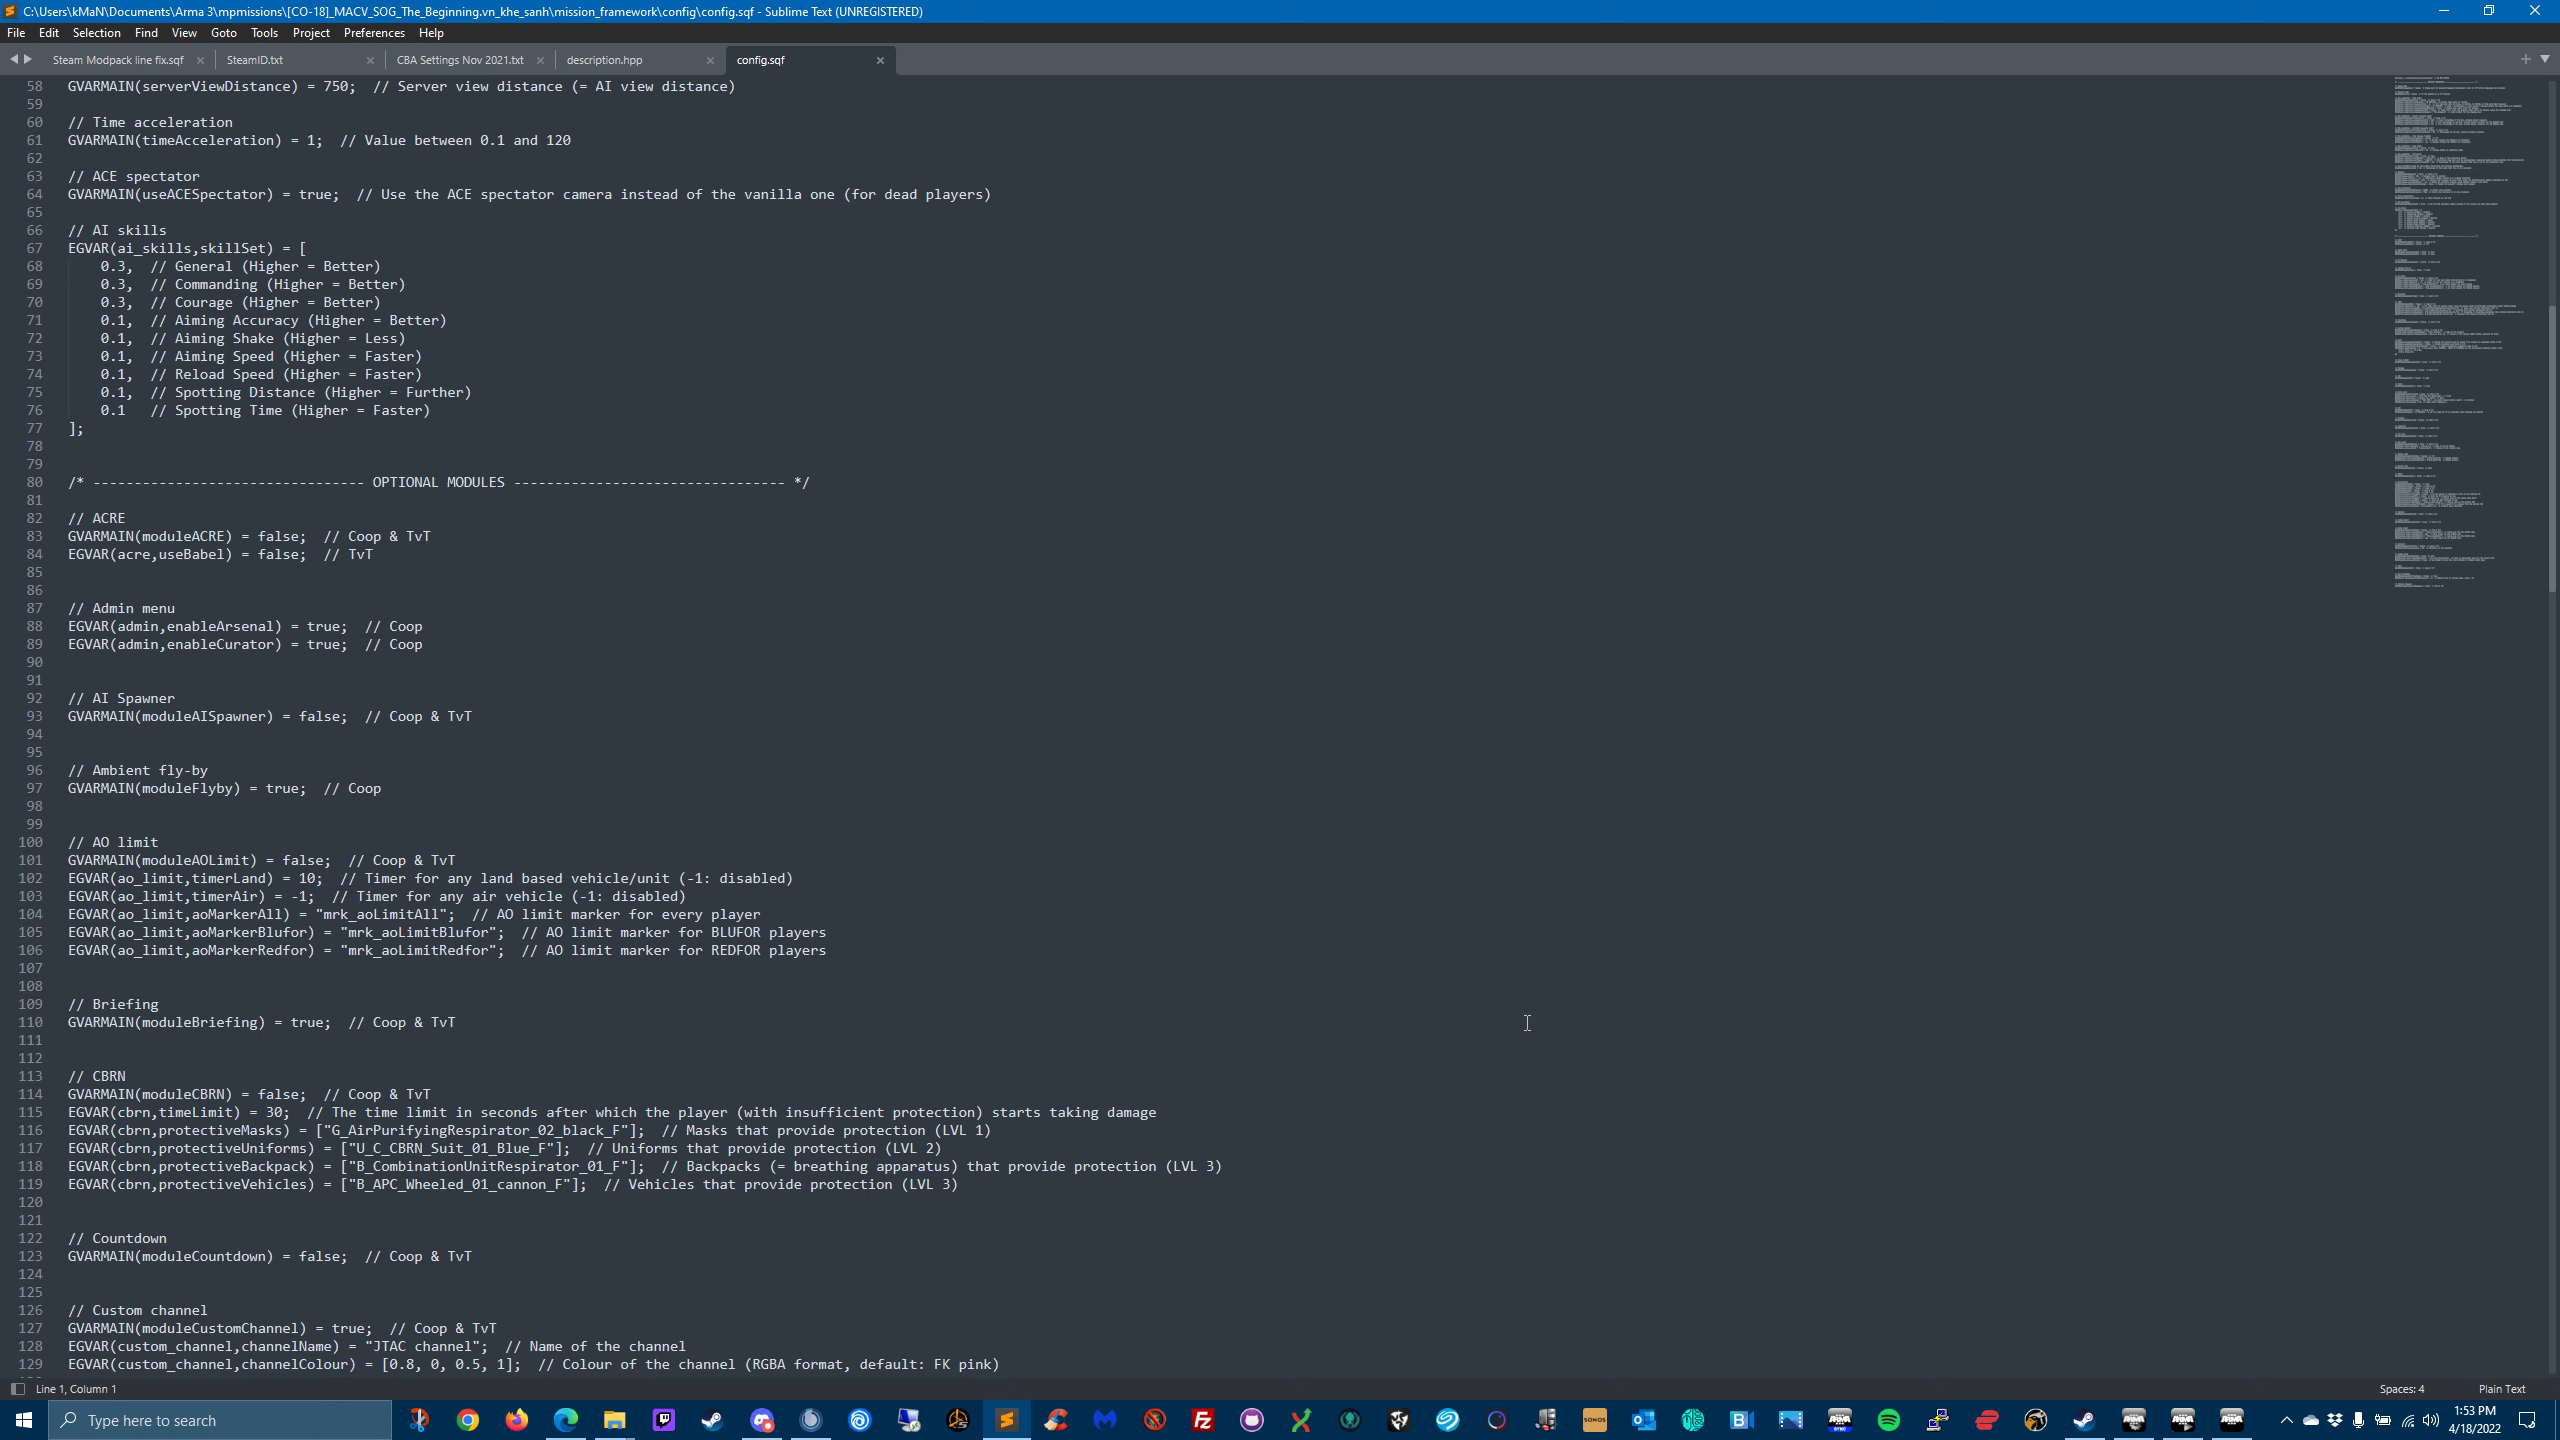 C:\Users\kMaN\Documents\Arma 3\mpmissions\[CO-18]_MACV_SOG_The_Beginning.vn_khe_sanh\mission_framework\config\config.sqf - Sublime Text (UNREGISTERED)
File Edit Selection Find View Goto Tools Project Preferences Help
Steam Modpack line fix.sqf SteamID.txt CBA Settings Nov 2021.txt description.hpp config.sqf
58 GVARMAIN(serverViewDistance) = 750;  // Server view distance (= AI view distance)
59
60 // Time acceleration
61 GVARMAIN(timeAcceleration) = 1;  // Value between 0.1 and 120
62
63 // ACE spectator
64 GVARMAIN(useACESpectator) = true;  // Use the ACE spectator camera instead of the vanilla one (for dead players)
65
66 // AI skills
67 EGVAR(ai_skills,skillSet) = [
68     0.3,  // General (Higher = Better)
69     0.3,  // Commanding (Higher = Better)
70     0.3,  // Courage (Higher = Better)
71     0.1,  // Aiming Accuracy (Higher = Better)
72     0.1,  // Aiming Shake (Higher = Less)
73     0.1,  // Aiming Speed (Higher = Faster)
74     0.1,  // Reload Speed (Higher = Faster)
75     0.1,  // Spotting Distance (Higher = Further)
76     0.1   // Spotting Time (Higher = Faster)
77 ];
78
79
80 /* --------------------------------- OPTIONAL MODULES --------------------------------- */
81
82 // ACRE
83 GVARMAIN(moduleACRE) = false;  // Coop & TvT
84 EGVAR(acre,useBabel) = false;  // TvT
85
86
87 // Admin menu
88 EGVAR(admin,enableArsenal) = true;  // Coop
89 EGVAR(admin,enableCurator) = true;  // Coop
90
91
92 // AI Spawner
93 GVARMAIN(moduleAISpawner) = false;  // Coop & TvT
94
95
96 // Ambient fly-by
97 GVARMAIN(moduleFlyby) = true;  // Coop
98
99
100 // AO limit
101 GVARMAIN(moduleAOLimit) = false;  // Coop & TvT
102 EGVAR(ao_limit,timerLand) = 10;  // Timer for any land based vehicle/unit (-1: disabled)
103 EGVAR(ao_limit,timerAir) = -1;  // Timer for any air vehicle (-1: disabled)
104 EGVAR(ao_limit,aoMarkerAll) = "mrk_aoLimitAll";  // AO limit marker for every player
105 EGVAR(ao_limit,aoMarkerBlufor) = "mrk_aoLimitBlufor";  // AO limit marker for BLUFOR players
106 EGVAR(ao_limit,aoMarkerRedfor) = "mrk_aoLimitRedfor";  // AO limit marker for REDFOR players
107
108
109 // Briefing
110 GVARMAIN(moduleBriefing) = true;  // Coop & TvT
111
112
113 // CBRN
114 GVARMAIN(moduleCBRN) = false;  // Coop & TvT
115 EGVAR(cbrn,timeLimit) = 30;  // The time limit in seconds after which the player (with insufficient protection) starts taking damage
116 EGVAR(cbrn,protectiveMasks) = ["G_AirPurifyingRespirator_02_black_F"];  // Masks that provide protection (LVL 1)
117 EGVAR(cbrn,protectiveUniforms) = ["U_C_CBRN_Suit_01_Blue_F"];  // Uniforms that provide protection (LVL 2)
118 EGVAR(cbrn,protectiveBackpack) = ["B_CombinationUnitRespirator_01_F"];  // Backpacks (= breathing apparatus) that provide protection (LVL 3)
119 EGVAR(cbrn,protectiveVehicles) = ["B_APC_Wheeled_01_cannon_F"];  // Vehicles that provide protection (LVL 3)
120
121
122 // Countdown
123 GVARMAIN(moduleCountdown) = false;  // Coop & TvT
124
125
126 // Custom channel
127 GVARMAIN(moduleCustomChannel) = true;  // Coop & TvT
128 EGVAR(custom_channel,channelName) = "JTAC channel";  // Name of the channel
129 EGVAR(custom_channel,channelColour) = [0.8, 0, 0.5, 1];  // Colour of the channel (RGBA format, default: FK pink)
Line 1, Column 1 Spaces: 4 Plain Text
Type here to search
SONOS
1:53 PM
4/18/2022